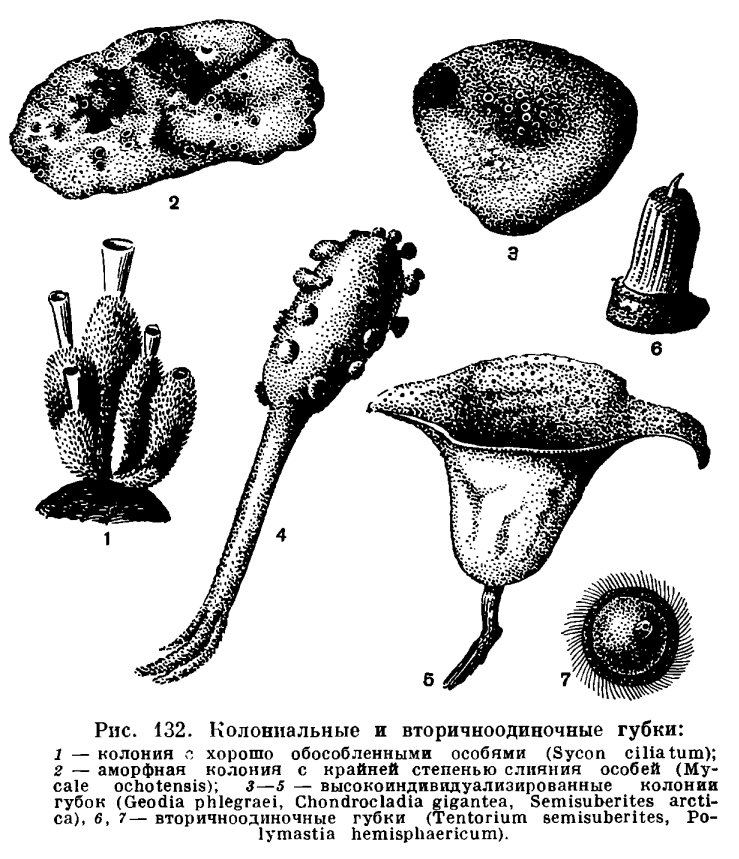 2
3
6
1
4
5
7
Рис. 132. Колониальные и вторичноодиночные губки:
1 — колония с хорошо обособленными особями (Sycon ciliatum);
2 — аморфная колония с крайней степенью слияния особей (My-
cale ochotensis); 3—5 — высокоиндивидуализированные колонии
губок (Geodia phlegraei, Chondrocladia gigantea, Semisuberites arcti-
ca), 6, 7— вторичноодиночные губки (Tentorium semisuberites, Po-
lymastia hemisphaericum).